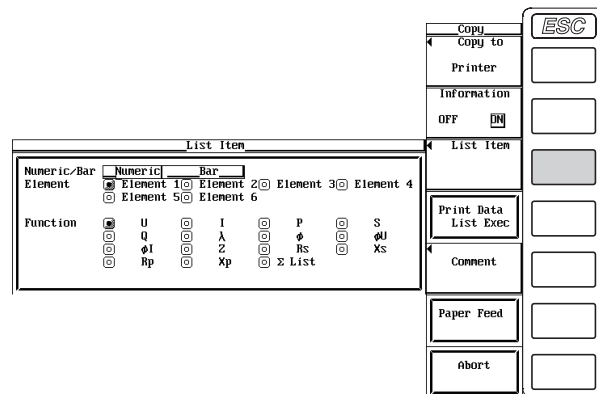 ESC
Copy
Copy to
Printer
Information
OFF ON
List Item
Print Data
List Exec
Comment
Paper Feed
Abort
List Item
Numeric/Bar Numeric Bar
Element Element 1 Element 2 Element 3 Element 4
Element 5 Element 6
Function U I P S
Q λ ϕ ϕU
ϕI Z Rs Xs
Rp Xp Σ List